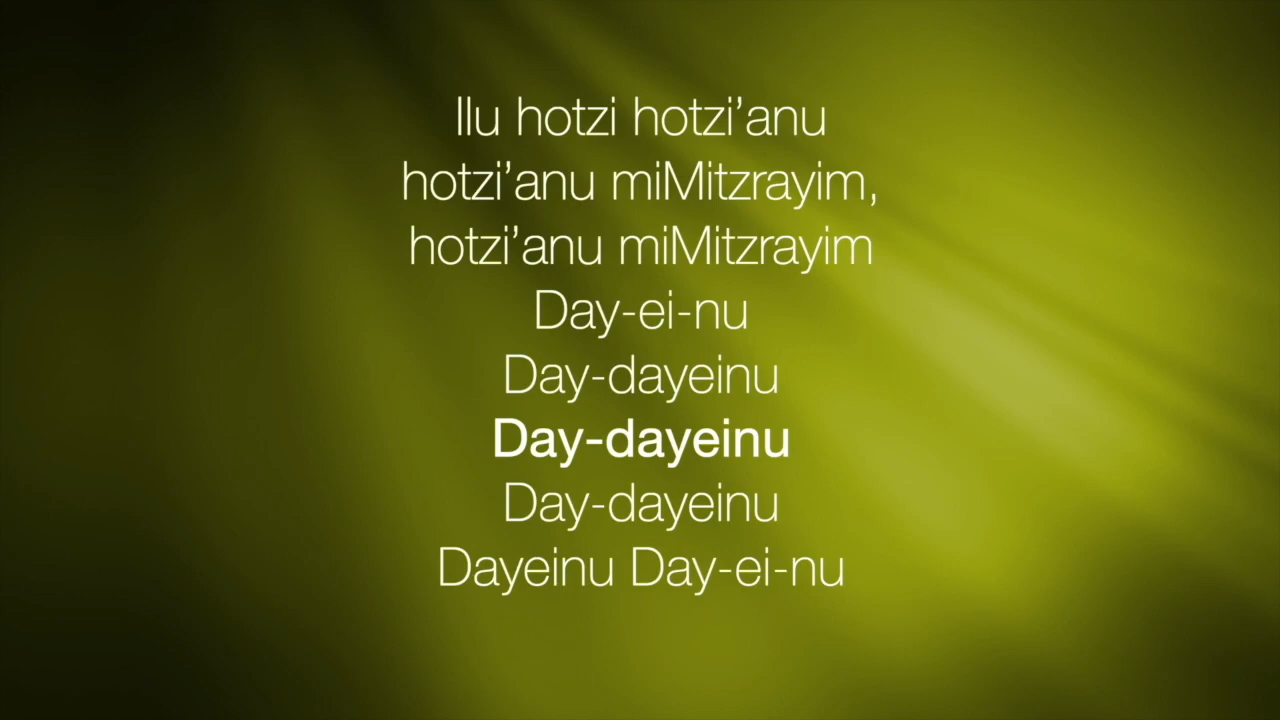 Ilu hotzi hotzi’anu
hotzi’anu miMitzrayim,
hotzi’anu miMitzrayim
Day-ei-nu
Day-dayeinu
Day-dayeinu
Day-dayeinu
Dayeinu Day-ei-nu